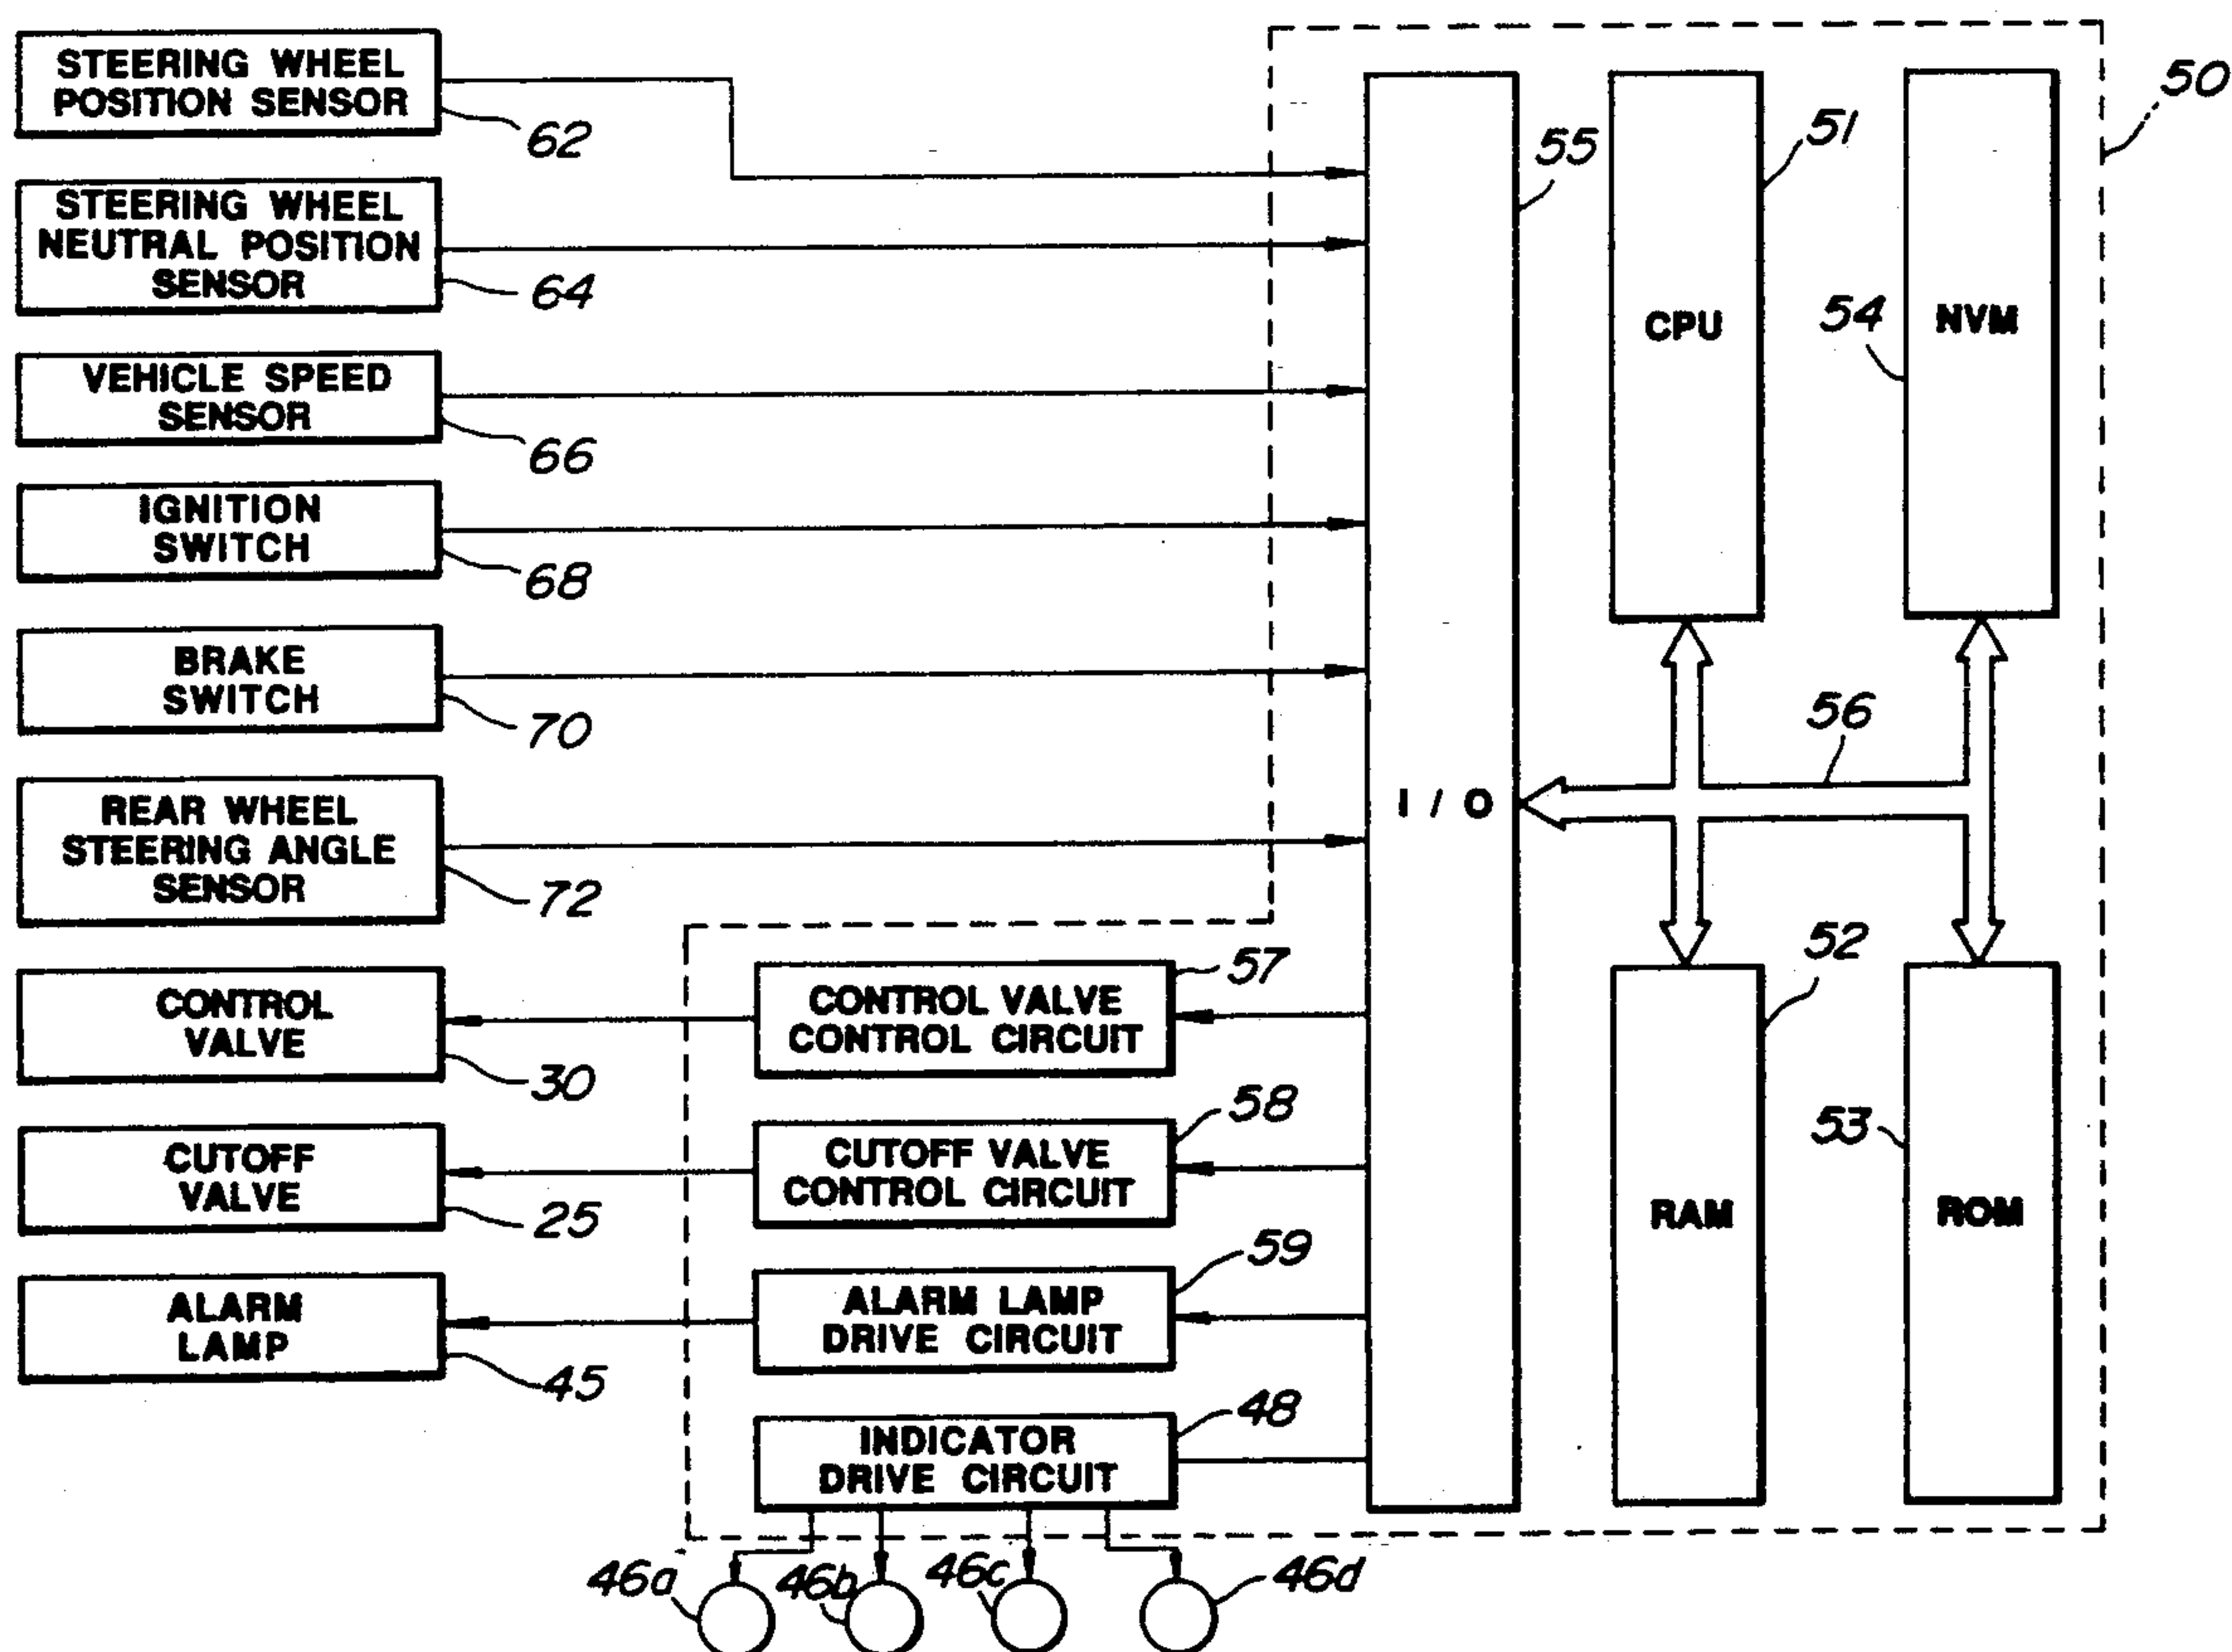 STEERING WHEEL
POSITION SENSOR
62
STEERING WHEEL
NEUTRAL POSITION
SENSOR
64
VEHICLE SPEED
SENSOR
66
IGNITION
SWITCH
68
BRAKE
SWITCH
70
REAR WHEEL
STEERING ANGLE
SENSOR
72
CONTROL
VALVE
30
CUTOFF
VALVE
25
ALARM
LAMP
45
CONTROL VALVE
CONTROL CIRCUIT
57
CUTOFF VALVE
CONTROL CIRCUIT
58
ALARM LAMP
DRIVE CIRCUIT
59
INDICATOR
DRIVE CIRCUIT
48
46a
46b
46c
46d
I/O
55
CPU
51
NVM
54
50
56
RAM
52
ROM
53